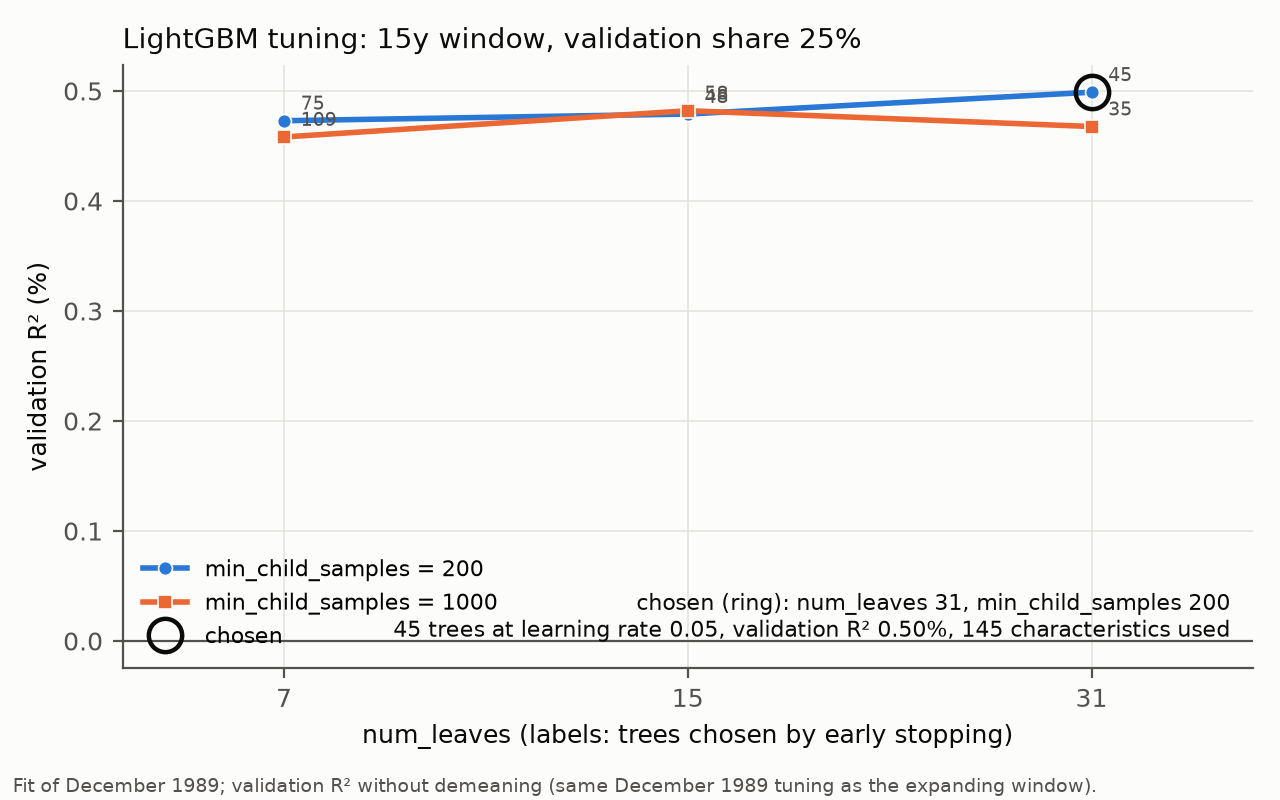 LightGBM tuning: 15y window, validation share 25%
validation R² (%)
0.5
0.4
0.3
0.2
0.1
0.0
75
109
48
45
35
min_child_samples = 200
min_child_samples = 1000
chosen
chosen (ring): num_leaves 31, min_child_samples 200
45 trees at learning rate 0.05, validation R² 0.50%, 145 characteristics used
7
15
31
num_leaves (labels: trees chosen by early stopping)
Fit of December 1989; validation R² without demeaning (same December 1989 tuning as the expanding window).